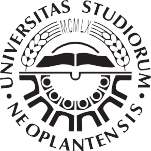 UNIVERSITAS STUDIORUM
MCMLX
NEOPLANTENSIS